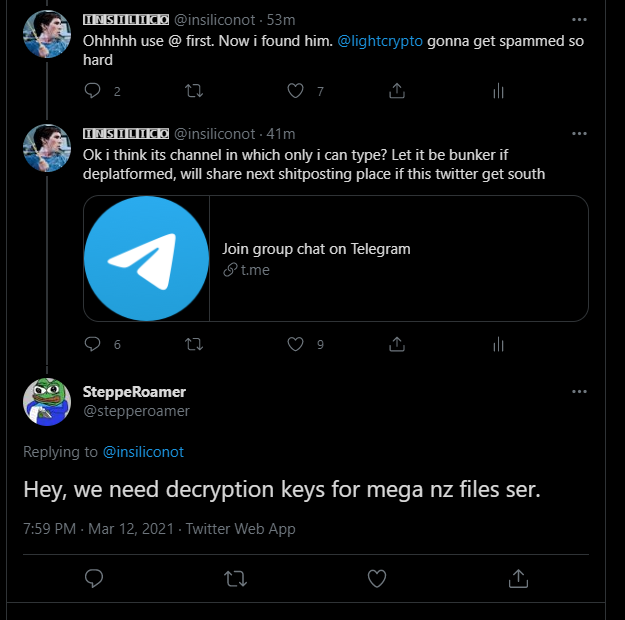 INSILICO @insiliconot · 53m
Ohhhhh use @ first. Now i found him. @lightcrypto gonna get spammed so
hard
2
7
INSILICO @insiliconot · 41m
Ok i think its channel in which only i can type? Let it be bunker if
deplatformed, will share next shitposting place if this twitter get south
Join group chat on Telegram
t.me
6
9
SteppeRoamer
@stepperoamer
Replying to @insiliconot
Hey, we need decryption keys for mega nz files ser.
7:59 PM · Mar 12, 2021 · Twitter Web App